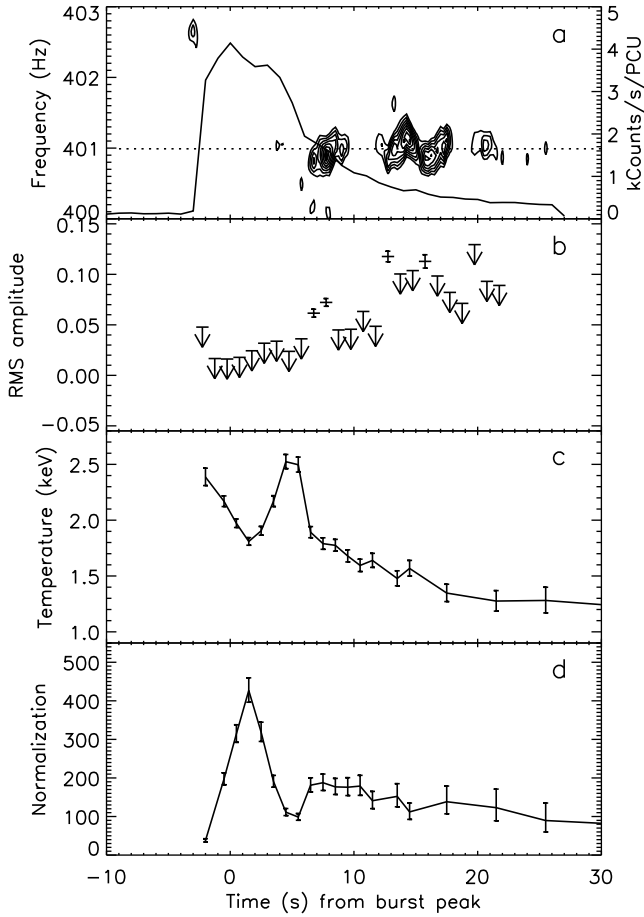 a
403
402
401
400
Frequency (Hz)
5
4
3
2
1
0
kCounts/s/PCU
b
0.15
0.10
0.05
0.00
−0.05
RMS amplitude
c
2.5
2.0
1.5
1.0
Temperature (keV)
d
500
400
300
200
100
0
Normalization
−10 0 10 20 30
Time (s) from burst peak